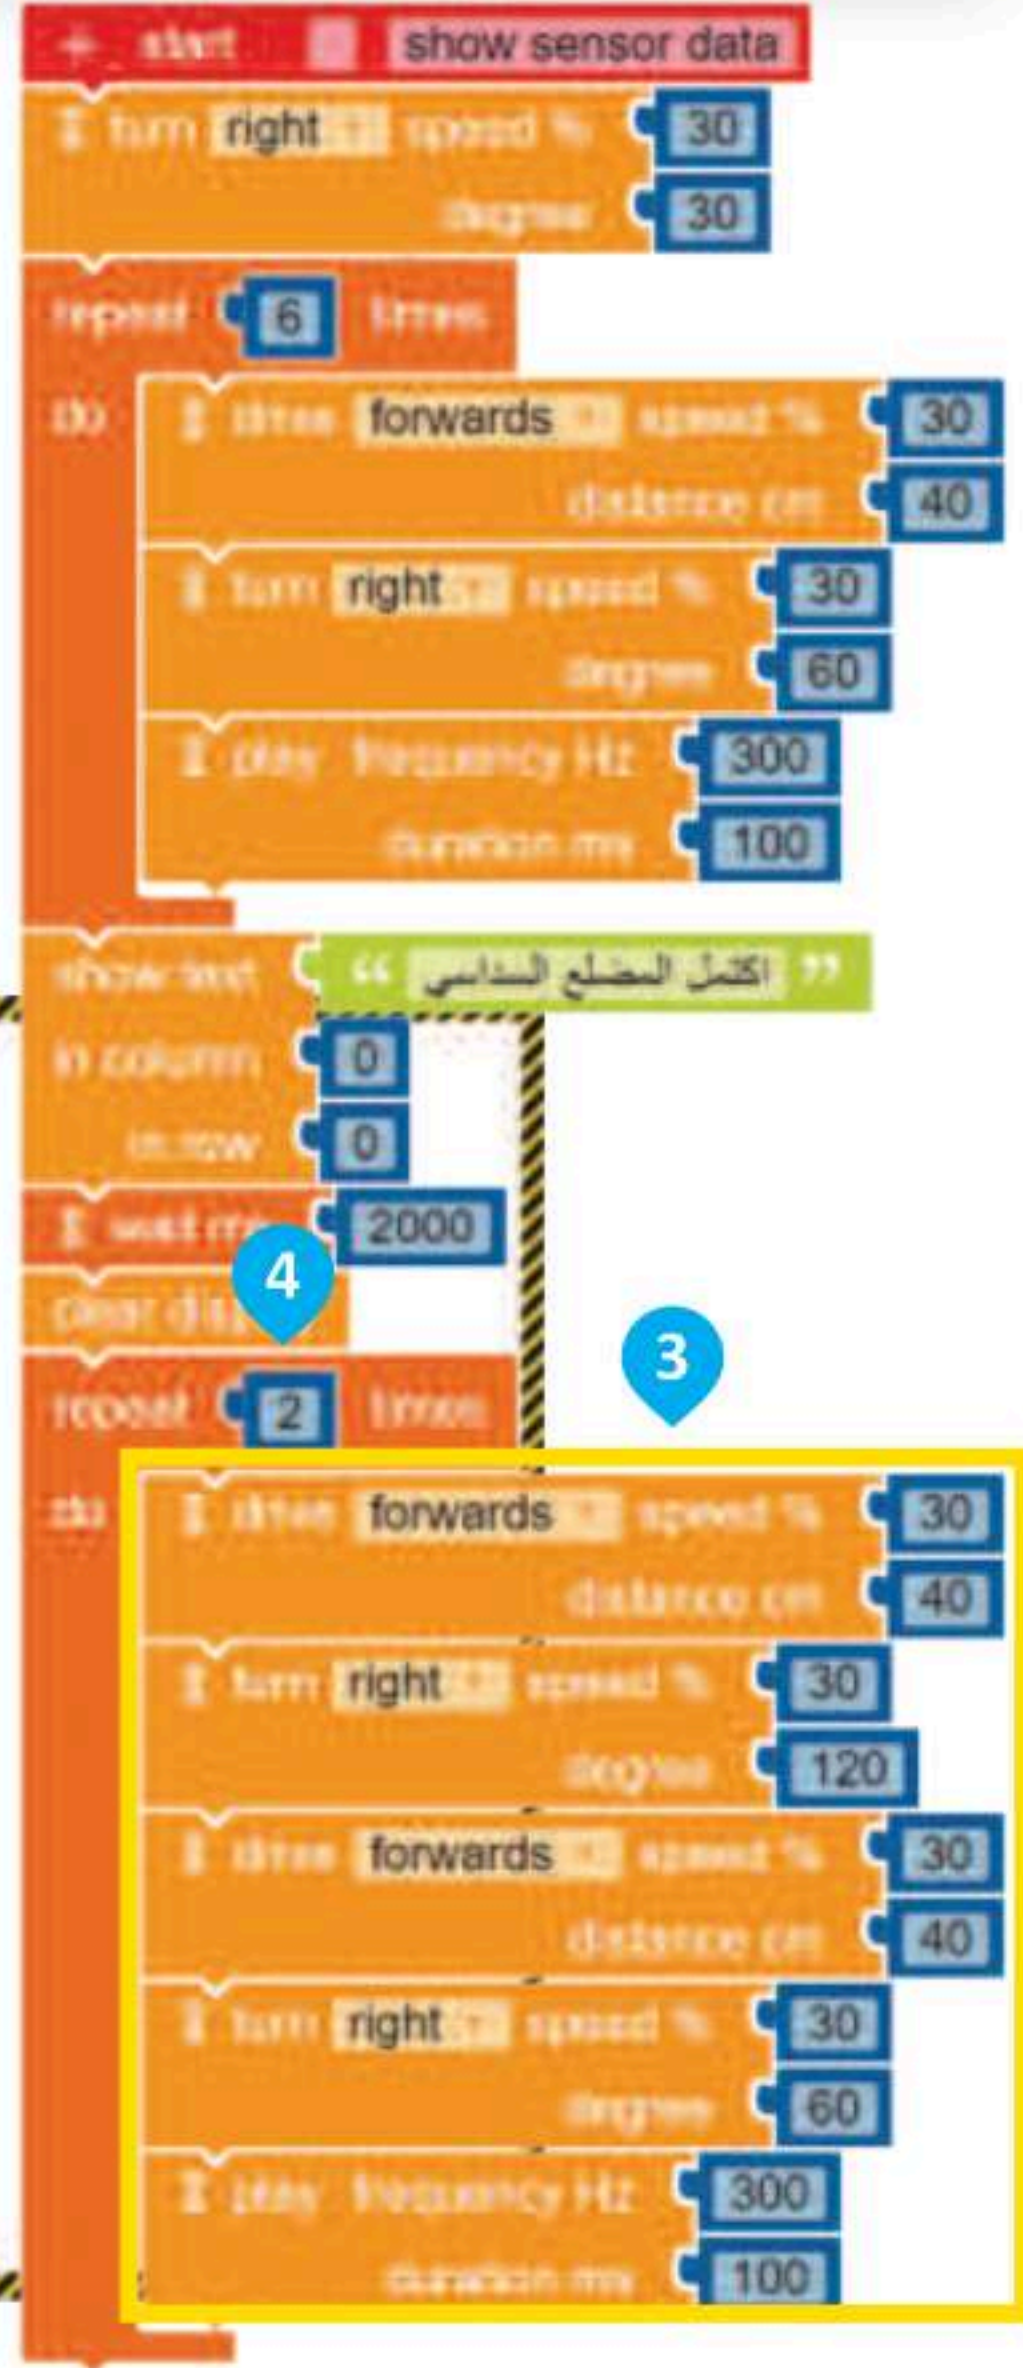 + start show sensor data
turn right speed % 30
degree 30
repeat 6 times
do drive forwards speed % 30
distance cm 40
turn right speed % 30
degree 60
play frequency Hz 300
duration ms 100
show text “ اكتمل المضلع السداسي ”
in column 0
in row 0
wait ms 2000
4
clear
3
repeat 2 times
do drive forwards speed % 30
distance cm 40
turn right speed % 30
degree 120
drive forwards speed % 30
distance cm 40
turn right speed % 30
degree 60
play frequency Hz 300
duration ms 100